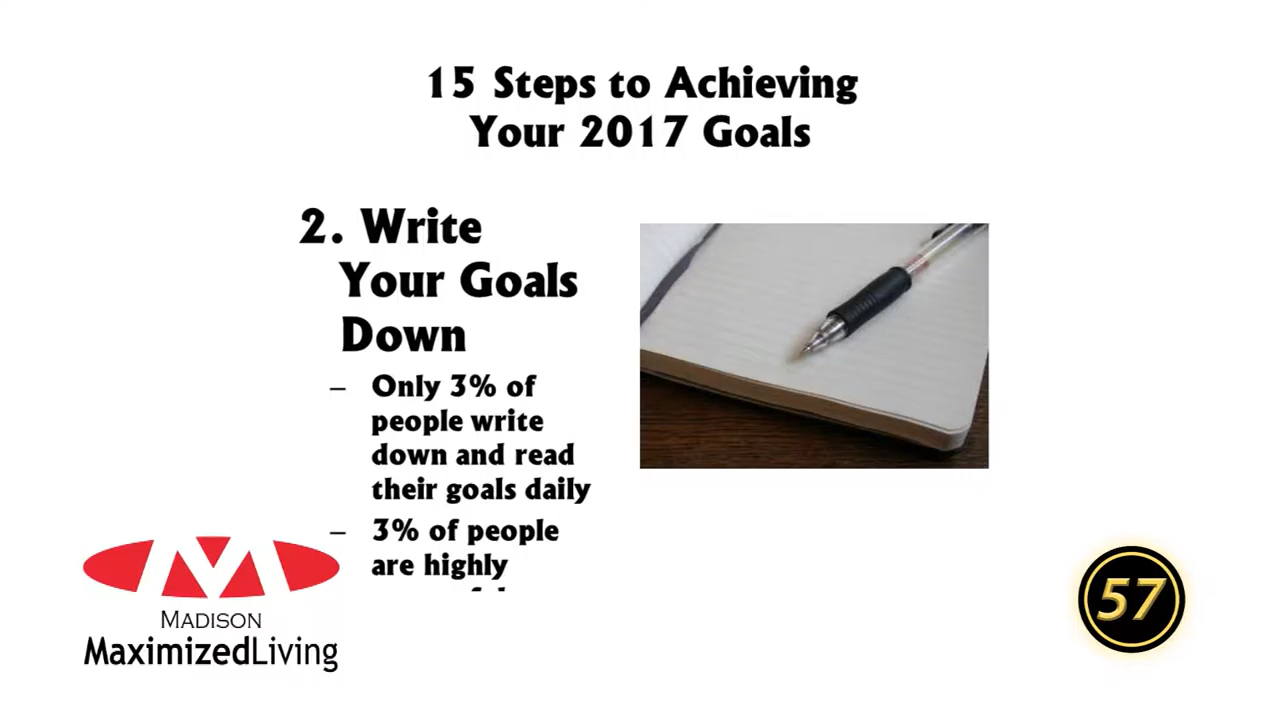 15 Steps to Achieving
Your 2017 Goals
2. Write
Your Goals
Down
– Only 3% of
people write
down and read
their goals daily
– 3% of people
are highly
MADISON
MaximizedLiving
57